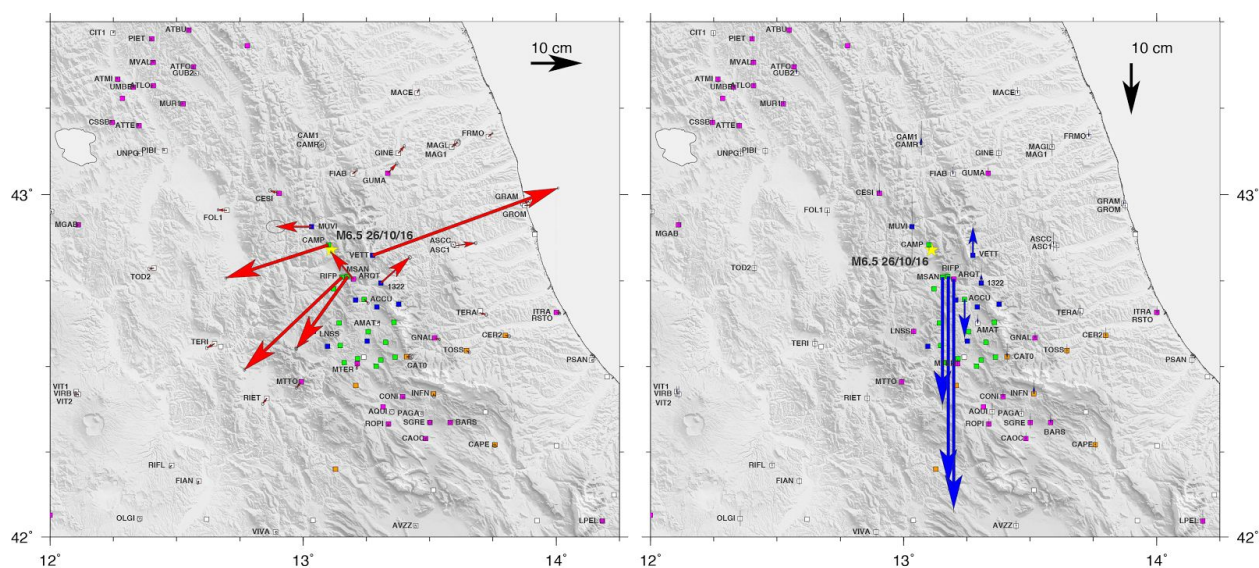 CIT1
ATBU
PIET
10 cm
MVAL
ATFO
GUB2
ATMI
UMBE
ATLO
MACE
MUR1
CSSB
ATTE
CAM1
FRMO
UNPG
PIBI
CAMR
MAGL
GINE
MAG1
FIAB
GUMA
43˚
CESI
GRAM
FOL1
GROM
MGAB
MUVI
M6.5 26/10/16
CAMP
ASCC
VETT
ASC1
TOD2
MSAN
RIFP
ARQT
1322
ACCU
TERA
ITRA
RSTO
AMAT
LNSS
GNAL
CER2
TERI
TOSS
PSAN
MTER
CAT0
MTTO
VIT1
VIRB
VIT2
RIET
CONI
INFN
AQUI
PAGA
ROPI
SGRE
BARS
CAOC
CAPE
RIFL
FIAN
OLGI
VIVA
AVZZ
LPEL
12˚
13˚
14˚
CIT1
ATBU
PIET
10 cm
MVAL
ATFO
GUB2
ATMI
UMBE
ATLO
MACE
MUR1
CSSB
ATTE
CAM1
FRMO
UNPG
PIBI
CAMR
MAGL
GINE
MAG1
FIAB
GUMA
43˚
CESI
GRAM
FOL1
GROM
MGAB
MUVI
CAMP
ASCC
VETT
ASC1
M6.5 26/10/16
TOD2
MSAN
RIFP
ARQT
1322
ACCU
TERA
ITRA
RSTO
AMAT
LNSS
GNAL
CER2
TERI
TOSS
PSAN
CAT0
MTTO
VIT1
VIRB
VIT2
RIET
CONI
INFN
AQUI
PAGA
ROPI
SGRE
BARS
CAOC
CAPE
RIFL
FIAN
OLGI
VIVA
AVZZ
LPEL
42˚
12˚
13˚
14˚